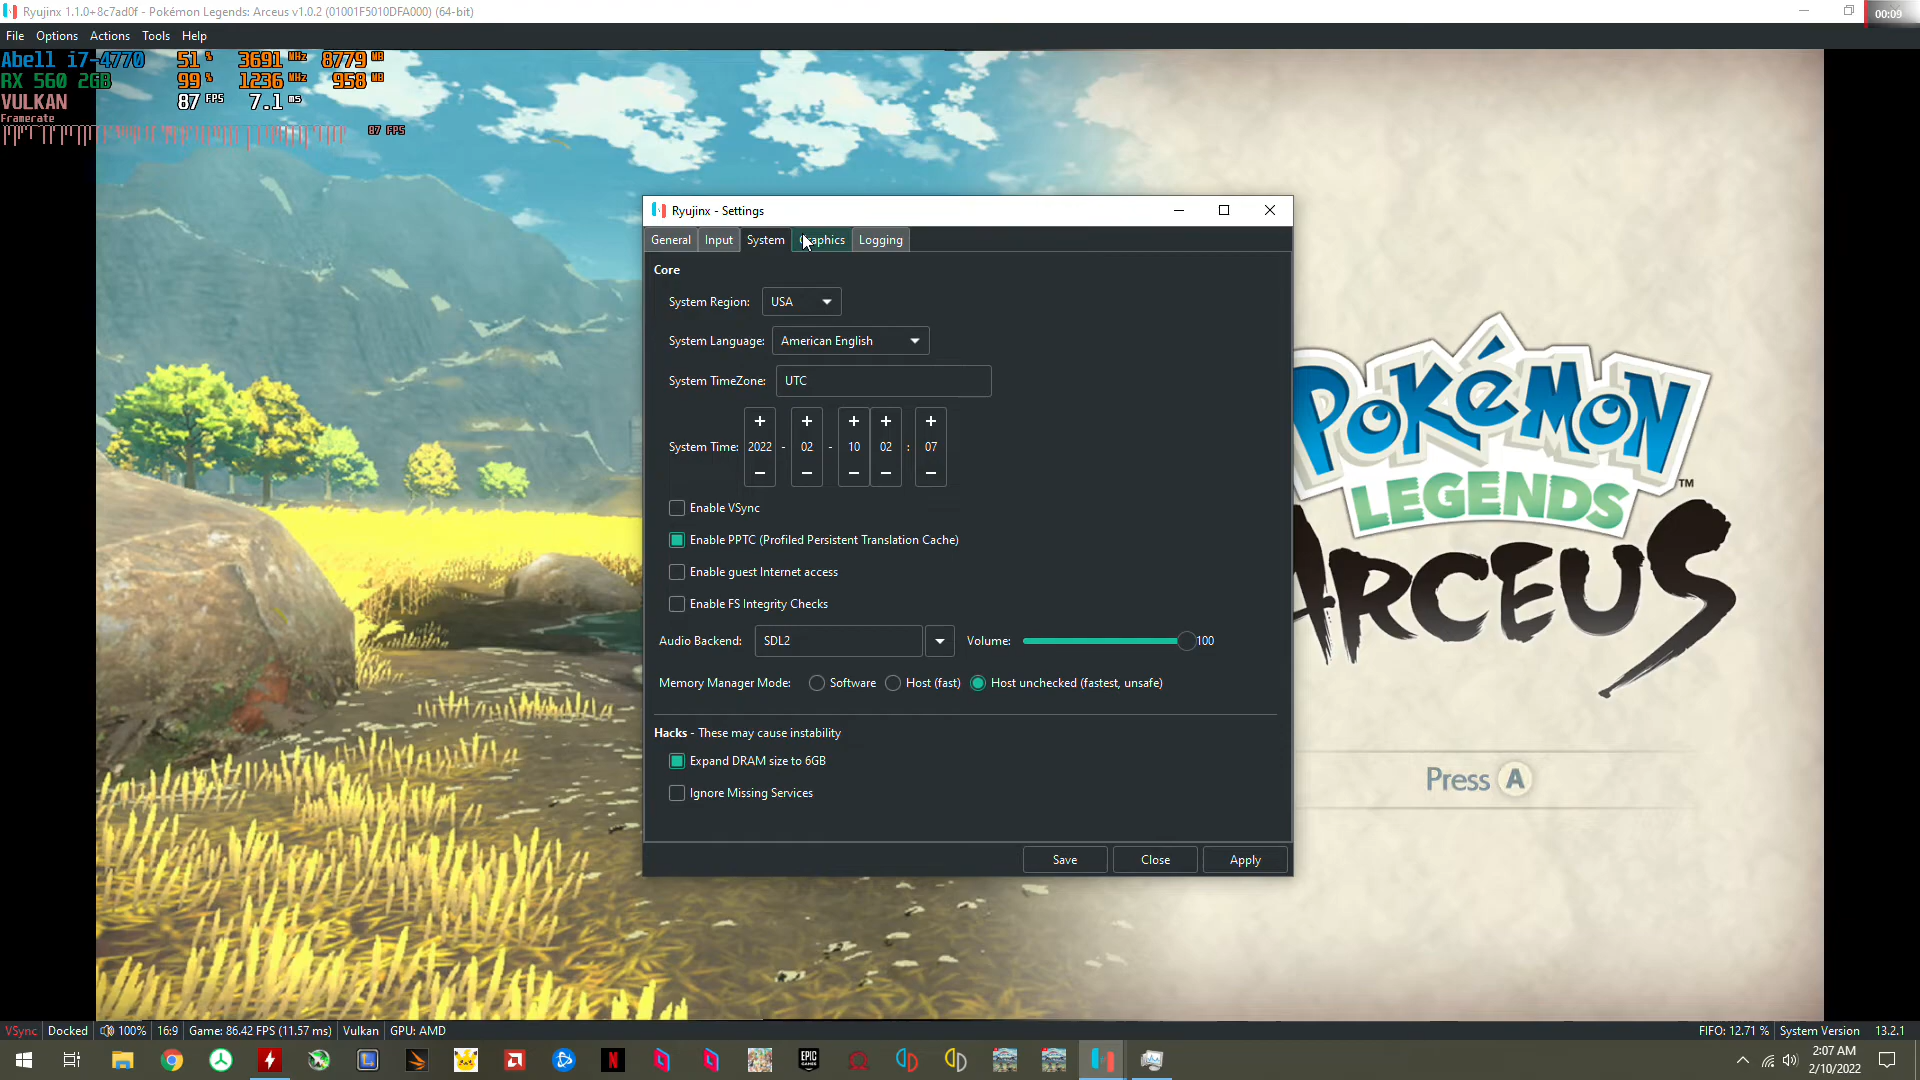 Ryujinx 1.1.0+8c7ad0f - Pokémon Legends: Arceus v1.0.2 (01001F5010DFA000) (64-bit)
00:09
File Options Actions Tools Help
Abell i7-4770 51 % 3691 MHz 8779 MB
RX 560 2GB 99 % 1236 MHz 958 MB
VULKAN 87 FPS 7.1 ms
Framerate
87 FPS
Ryujinx - Settings
General Input System Graphics Logging
Core
System Region: USA
System Language: American English
System TimeZone: UTC
+ + + + +
System Time: 2022 - 02 - 10 02 : 07
− − − − −
Enable VSync
Enable PPTC (Profiled Persistent Translation Cache)
Enable guest Internet access
Enable FS Integrity Checks
Audio Backend: SDL2 Volume: 100
Memory Manager Mode: Software Host (fast) Host unchecked (fastest, unsafe)
Hacks - These may cause instability
Expand DRAM size to 6GB
Ignore Missing Services
Save Close Apply
POKéMON
LEGENDS
™
ARCEUS
Press A
VSync Docked 100% 16:9 Game: 86.42 FPS (11.57 ms) Vulkan GPU: AMD FIFO: 12.71 % System Version 13.2.1
N
EPIC
GAMES
2:07 AM
2/10/2022